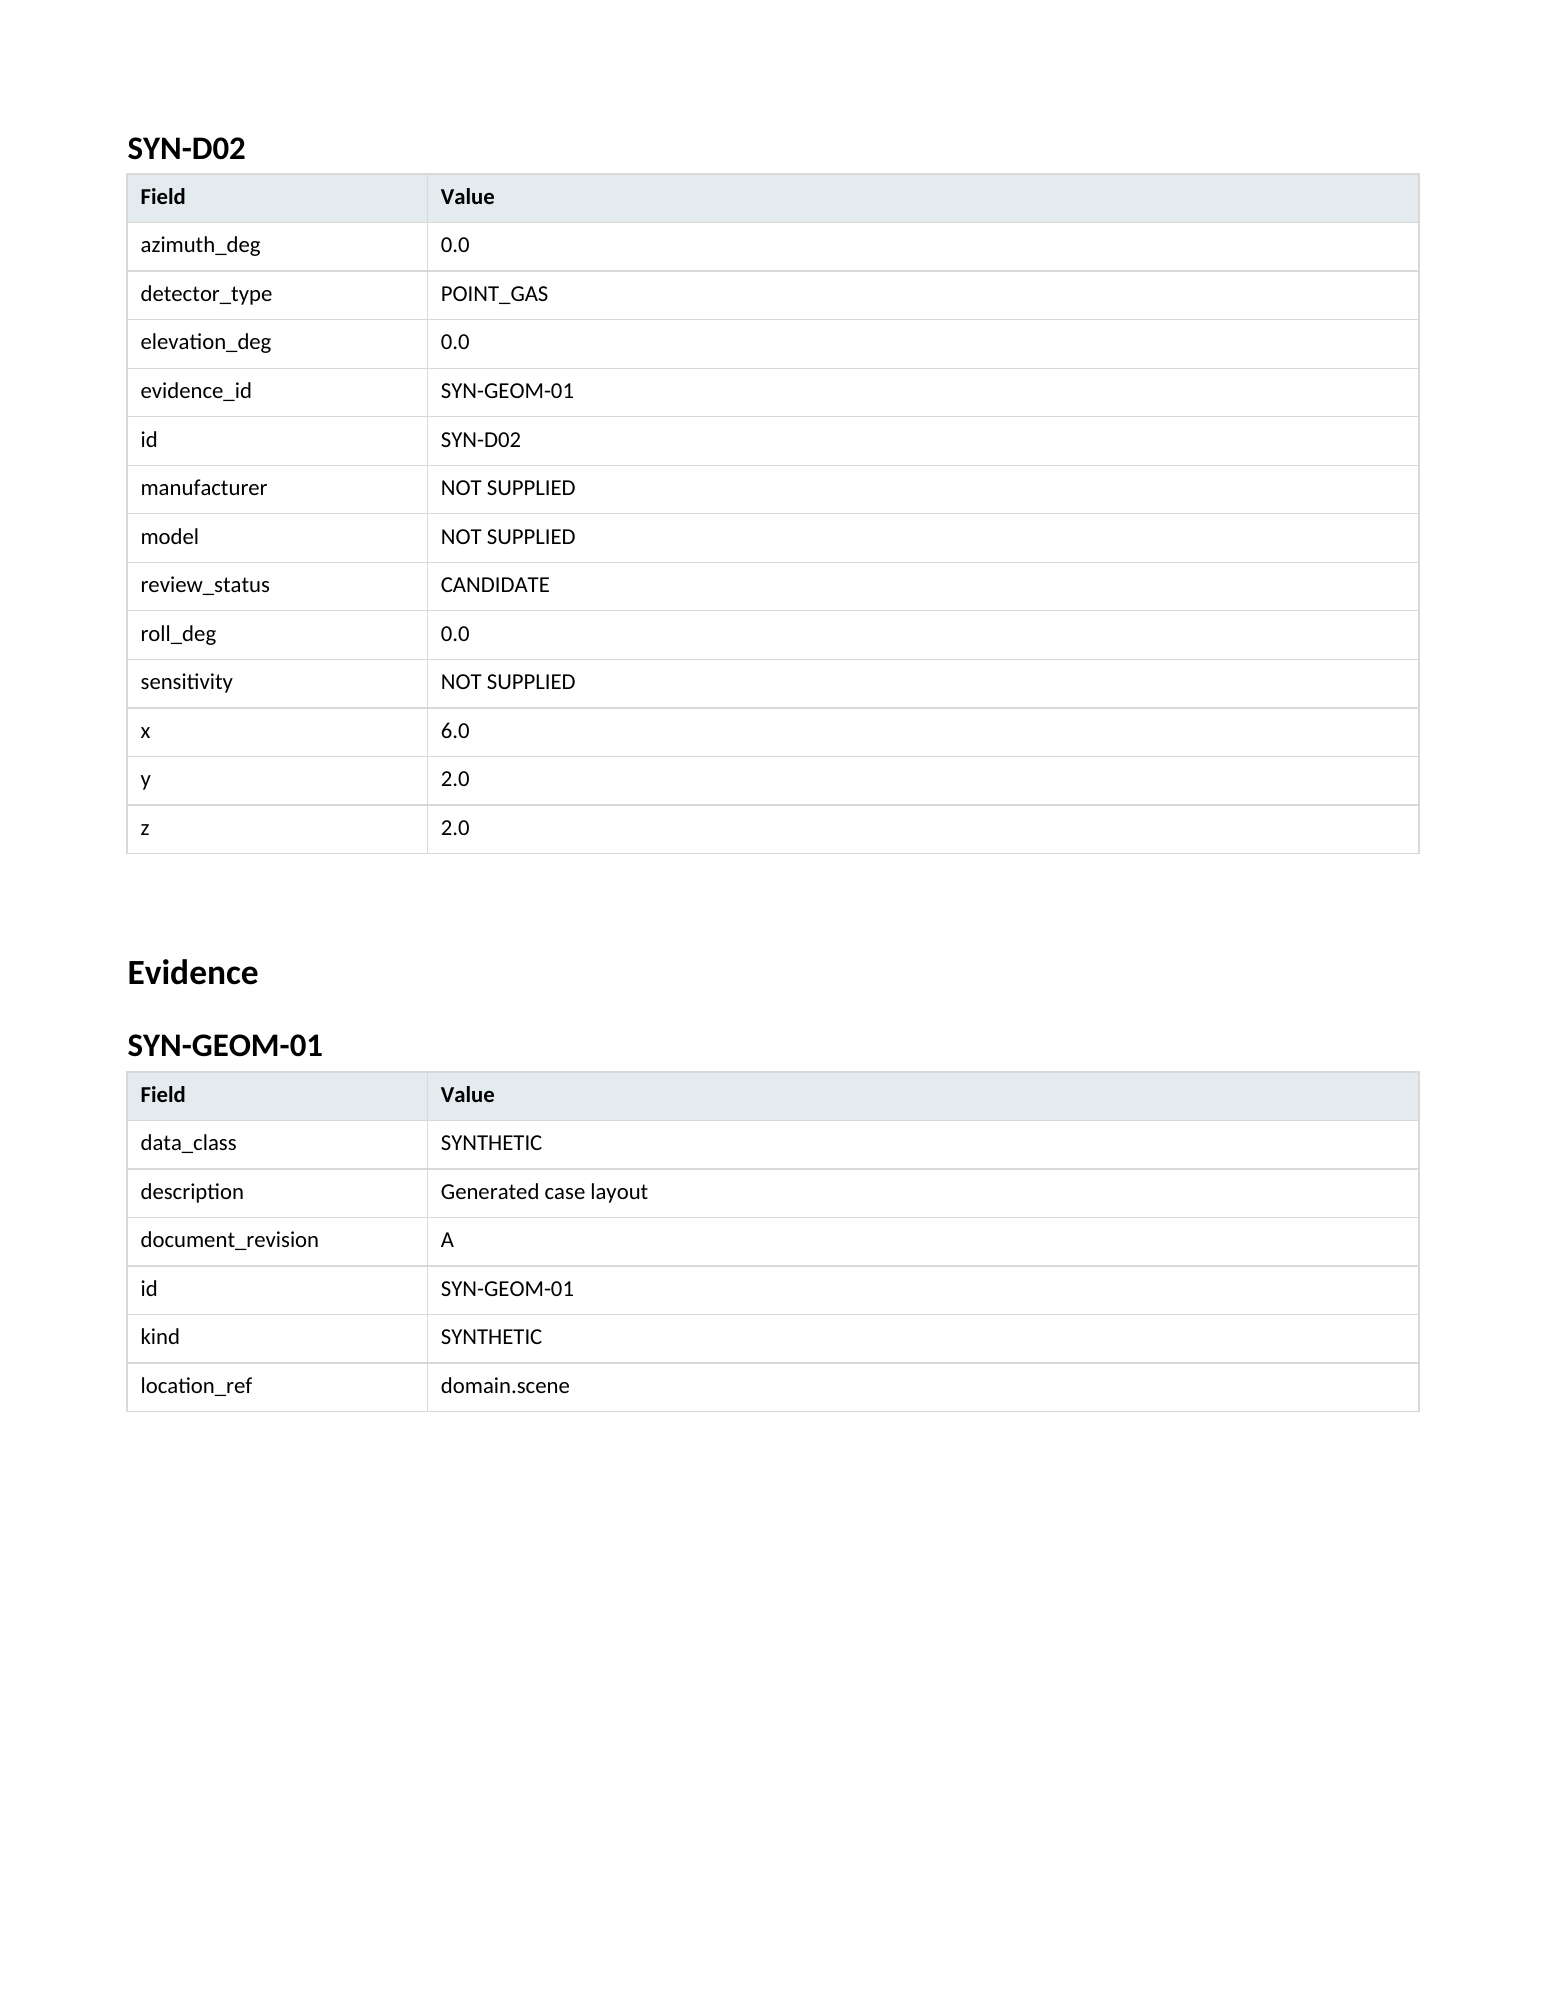 SYN-D02
Field Value
azimuth_deg 0.0
detector_type POINT_GAS
elevation_deg 0.0
evidence_id SYN-GEOM-01
id SYN-D02
manufacturer NOT SUPPLIED
model NOT SUPPLIED
review_status CANDIDATE
roll_deg 0.0
sensitivity NOT SUPPLIED
x 6.0
y 2.0
z 2.0
Evidence
SYN-GEOM-01
Field Value
data_class SYNTHETIC
description Generated case layout
document_revision A
id SYN-GEOM-01
kind SYNTHETIC
location_ref domain.scene